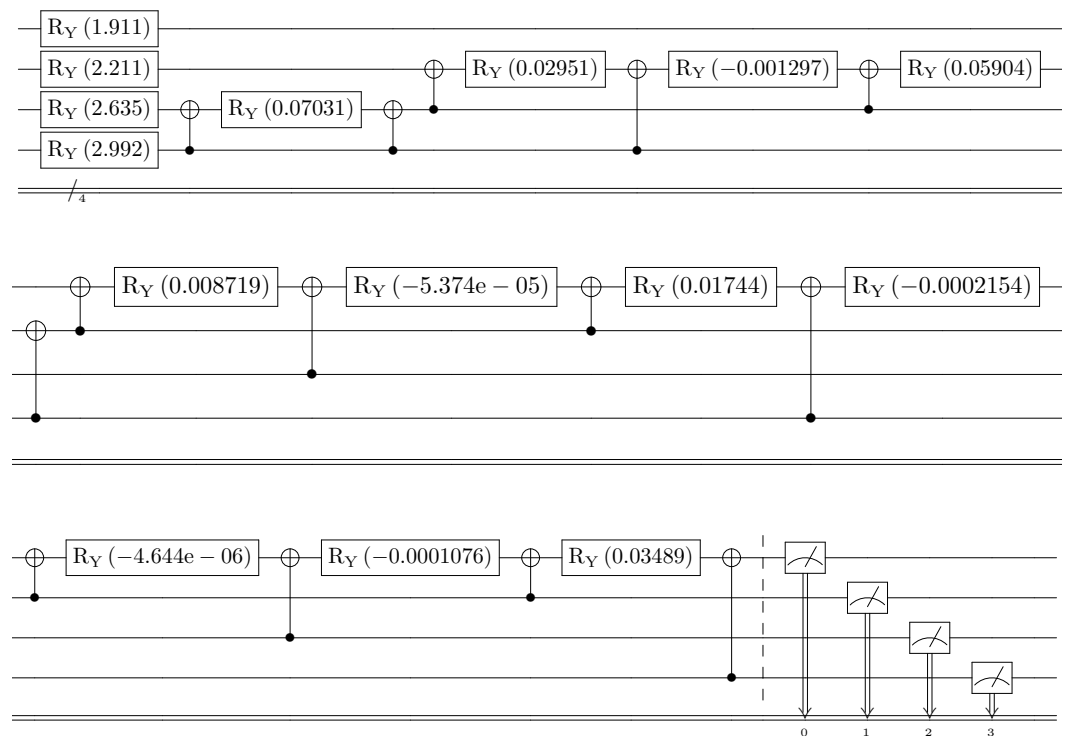 R_Y (1.911)
R_Y (2.211) R_Y (0.02951) R_Y (−0.001297) R_Y (0.05904)
R_Y (2.635) R_Y (0.07031)
R_Y (2.992)
4
R_Y (0.008719) R_Y (−5.374e − 05) R_Y (0.01744) R_Y (−0.0002154)
R_Y (−4.644e − 06) R_Y (−0.0001076) R_Y (0.03489)
0 1 2 3